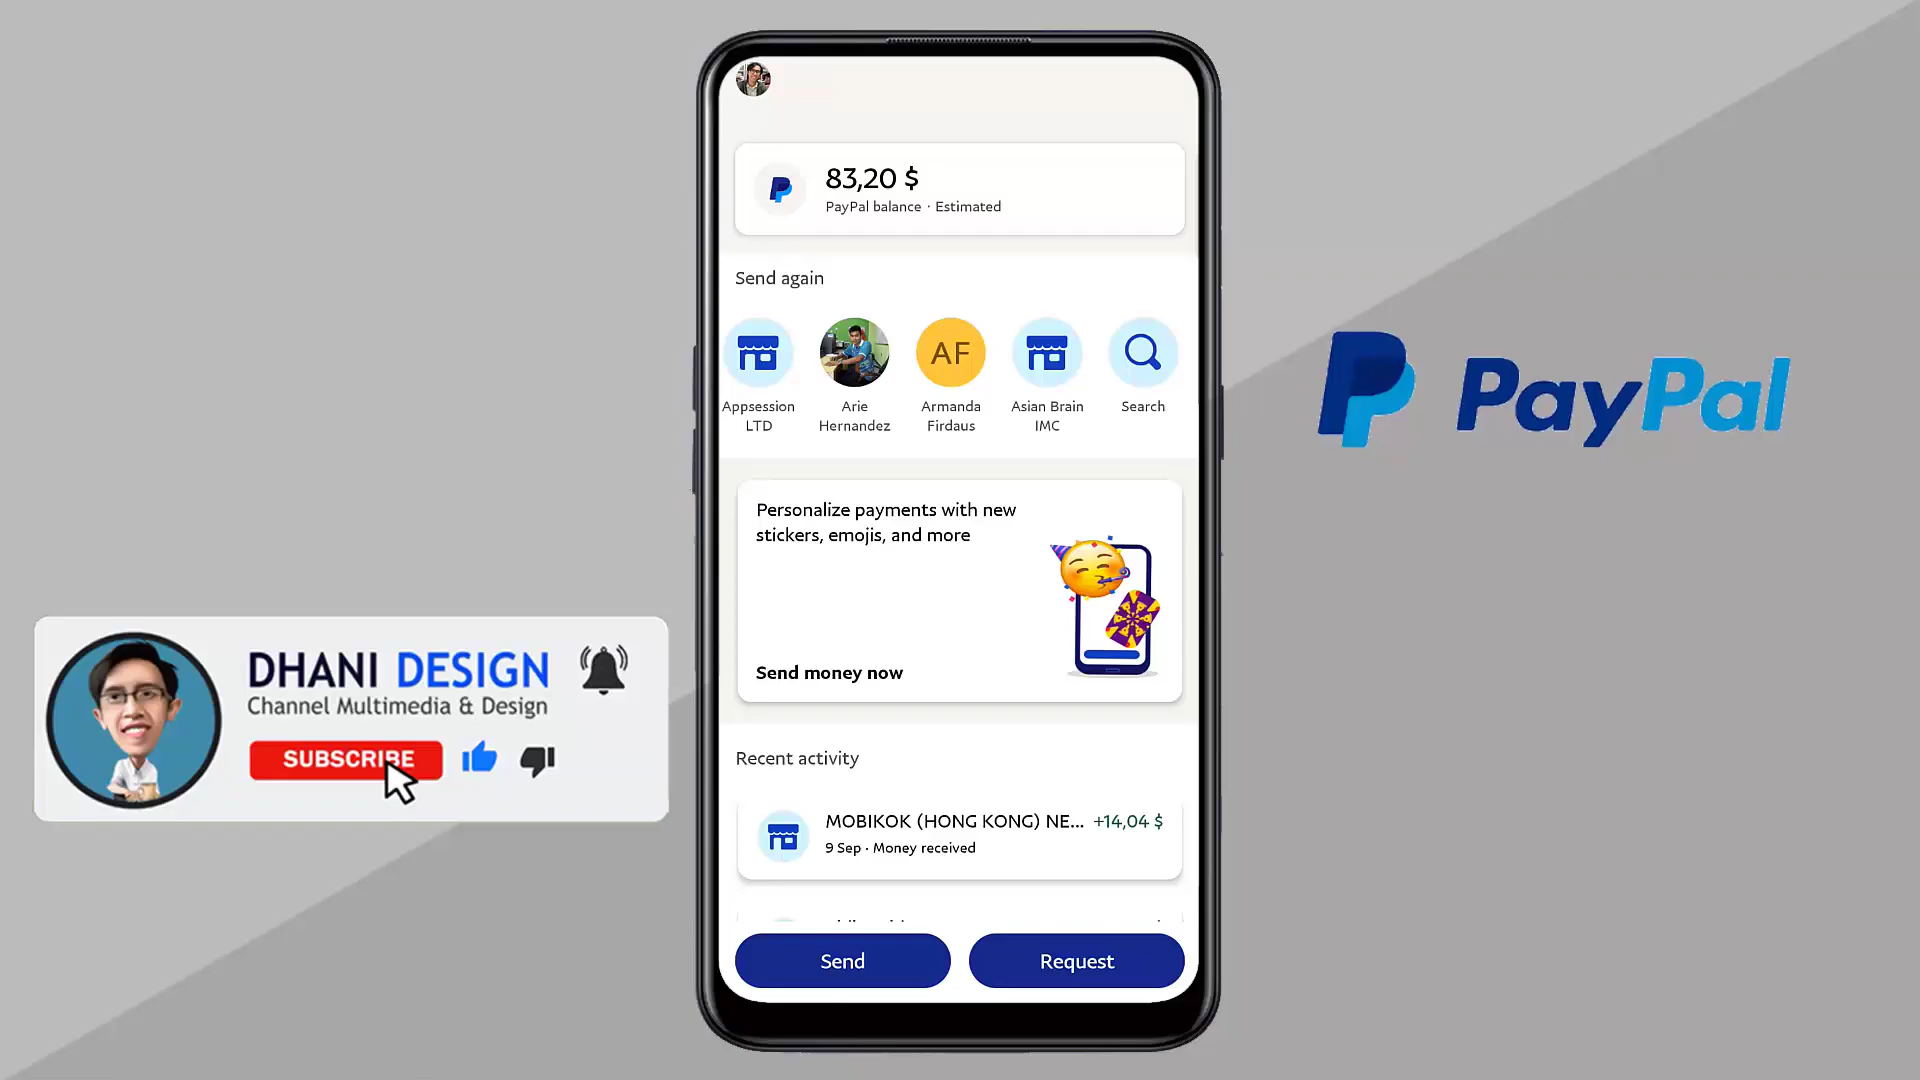 83,20 $
PayPal balance · Estimated
Send again
AF
Appsession LTD
Arie Hernandez
Armanda Firdaus
Asian Brain IMC
Search
Personalize payments with new
stickers, emojis, and more
Send money now
Recent activity
MOBIKOK (HONG KONG) NE... +14,04 $
9 Sep · Money received
Send
Request
PayPal
DHANI DESIGN
Channel Multimedia & Design
SUBSCRIBE